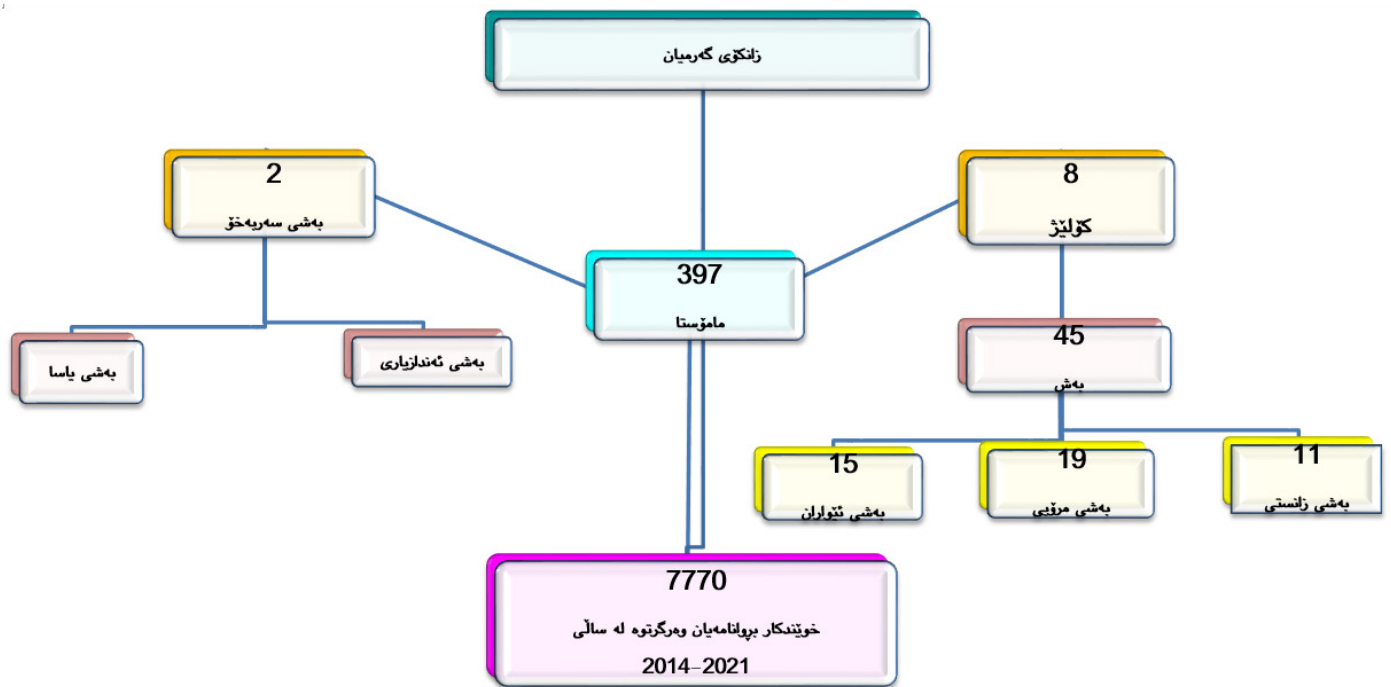 زانکۆی گەرمیان
8
کۆلێژ
2
بەشی سەربەخۆ
397
مامۆستا
45
بەش
بەشی ئەندازیاری
بەشی یاسا
11
بەشی زانستی
19
بەشی مرۆیی
15
بەشی ئێواران
7770
خوێندکار بڕوانامەیان وەرگرتوە لە ساڵی
2014-2021